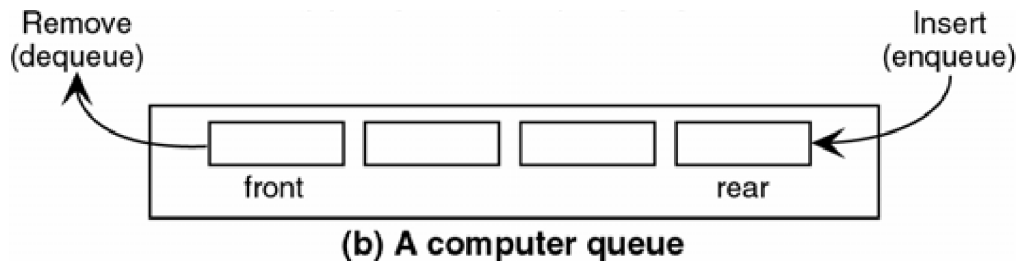 Remove
(dequeue)
Insert
(enqueue)
front
rear
(b) A computer queue